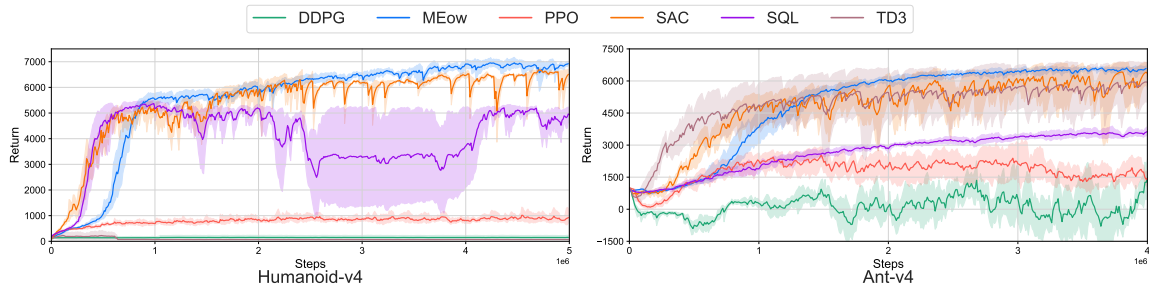 DDPG MEow PPO SAC SQL TD3
Return
7000
6000
5000
4000
3000
2000
1000
0
0 1 2 3 4 5
Steps
1e6
Humanoid-v4
Return
7500
6000
4500
3000
1500
0
−1500
0 1 2 3 4
Steps
1e6
Ant-v4